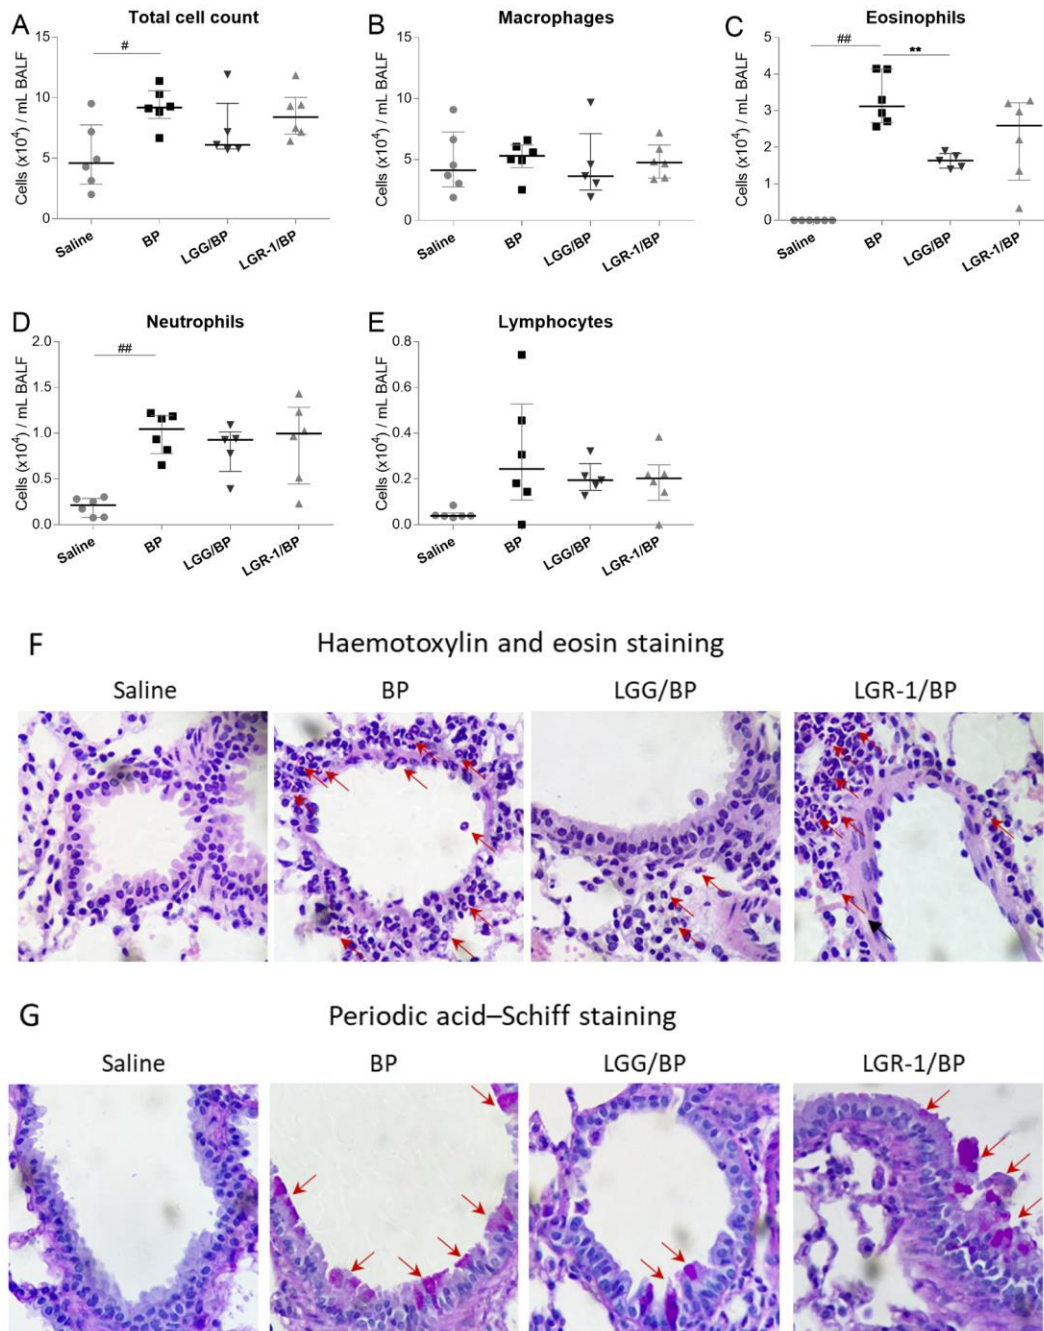 A Total cell count
Cells (x10⁴) / mL BALF
15
10
5
0
#
Saline BP LGG/BP LGR-1/BP
B Macrophages
Cells (x10⁴) / mL BALF
15
10
5
0
Saline BP LGG/BP LGR-1/BP
C Eosinophils
Cells (x10⁴) / mL BALF
5
4
3
2
1
0
## **
Saline BP LGG/BP LGR-1/BP
D Neutrophils
Cells (x10⁴) / mL BALF
2.0
1.5
1.0
0.5
0.0
##
Saline BP LGG/BP LGR-1/BP
E Lymphocytes
Cells (x10⁴) / mL BALF
0.8
0.6
0.4
0.2
0.0
Saline BP LGG/BP LGR-1/BP
F Haemotoxylin and eosin staining
Saline BP LGG/BP LGR-1/BP
G Periodic acid–Schiff staining
Saline BP LGG/BP LGR-1/BP